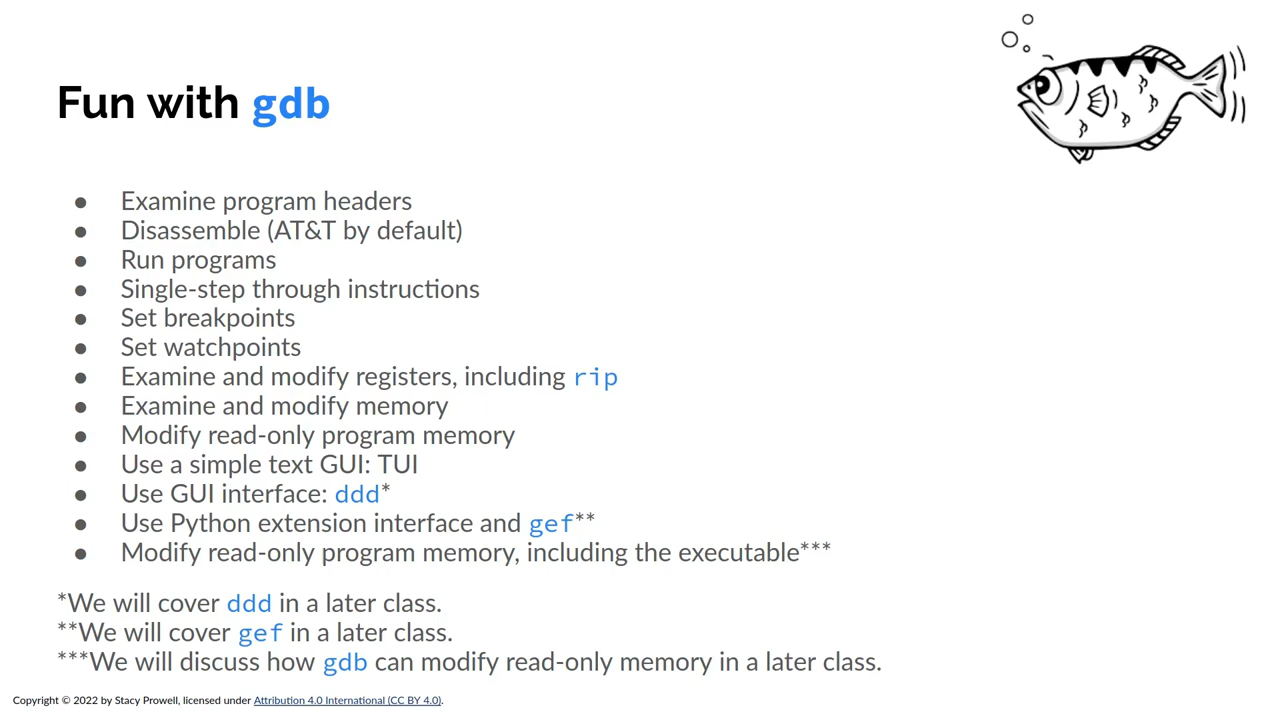 Fun with gdb
● Examine program headers
● Disassemble (AT&T by default)
● Run programs
● Single-step through instructions
● Set breakpoints
● Set watchpoints
● Examine and modify registers, including rip
● Examine and modify memory
● Modify read-only program memory
● Use a simple text GUI: TUI
● Use GUI interface: ddd*
● Use Python extension interface and gef**
● Modify read-only program memory, including the executable***
*We will cover ddd in a later class.
**We will cover gef in a later class.
***We will discuss how gdb can modify read-only memory in a later class.
Copyright © 2022 by Stacy Prowell, licensed under Attribution 4.0 International (CC BY 4.0).